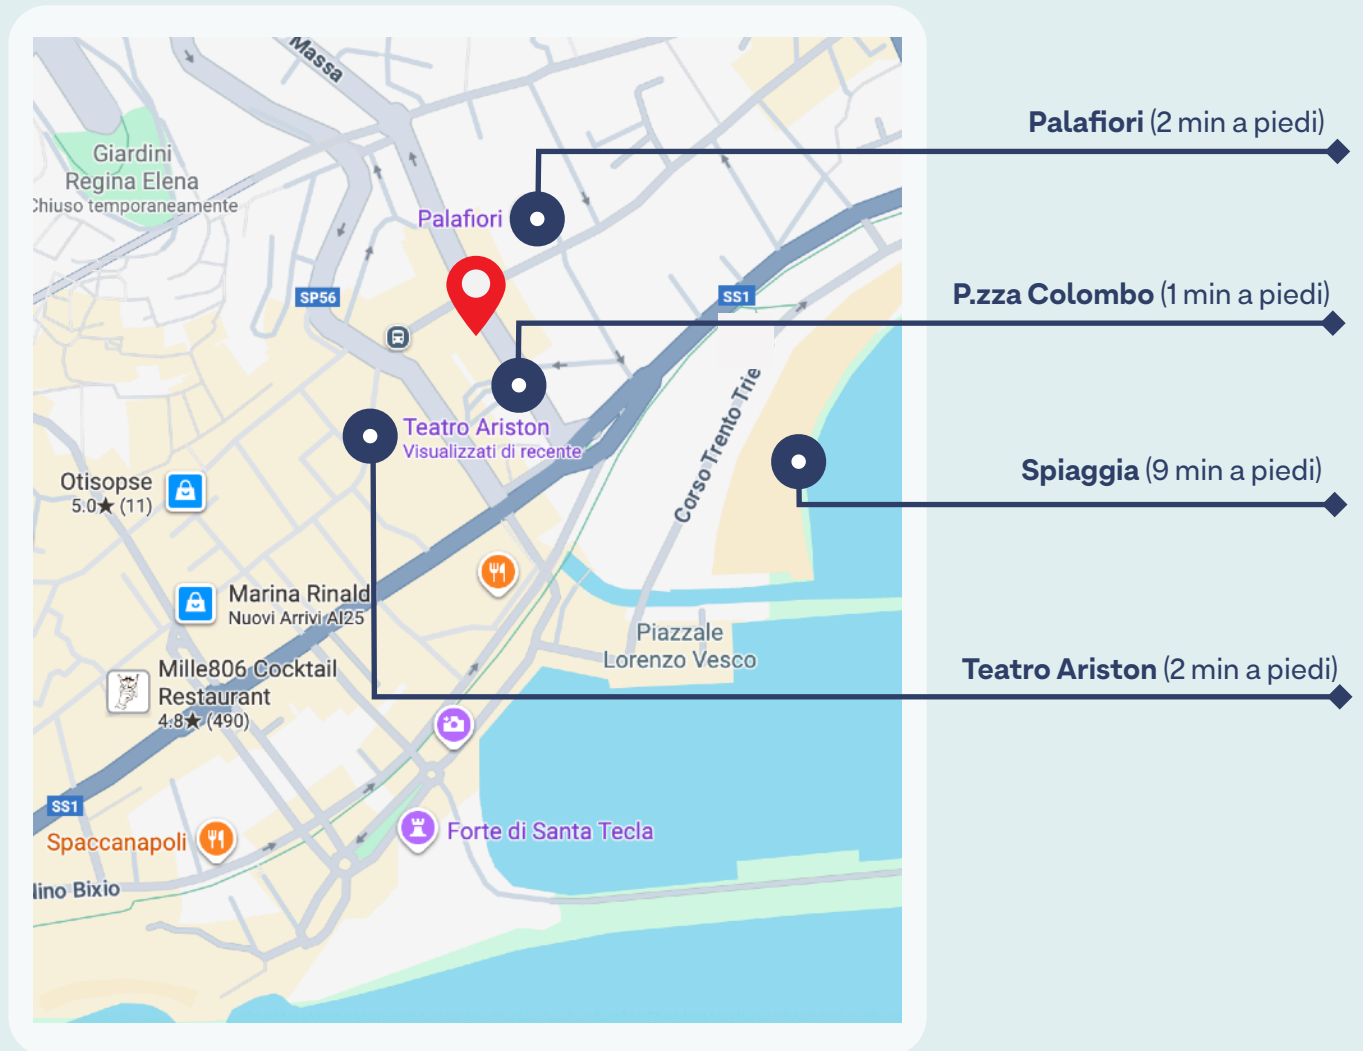 Massa
Giardini
Regina Elena
Chiuso temporaneamente
Palafiori
SP56
SS1
Teatro Ariston
Visualizzati di recente
Corso Trento Trie
Otisopse
5.0★ (11)
Marina Rinald
Nuovi Arrivi AI25
Piazzale
Lorenzo Vesco
Mille806 Cocktail
Restaurant
4.8★ (490)
SS1
Spaccanapoli
Forte di Santa Tecla
Nino Bixio
Palafiori (2 min a piedi)
P.zza Colombo (1 min a piedi)
Spiaggia (9 min a piedi)
Teatro Ariston (2 min a piedi)